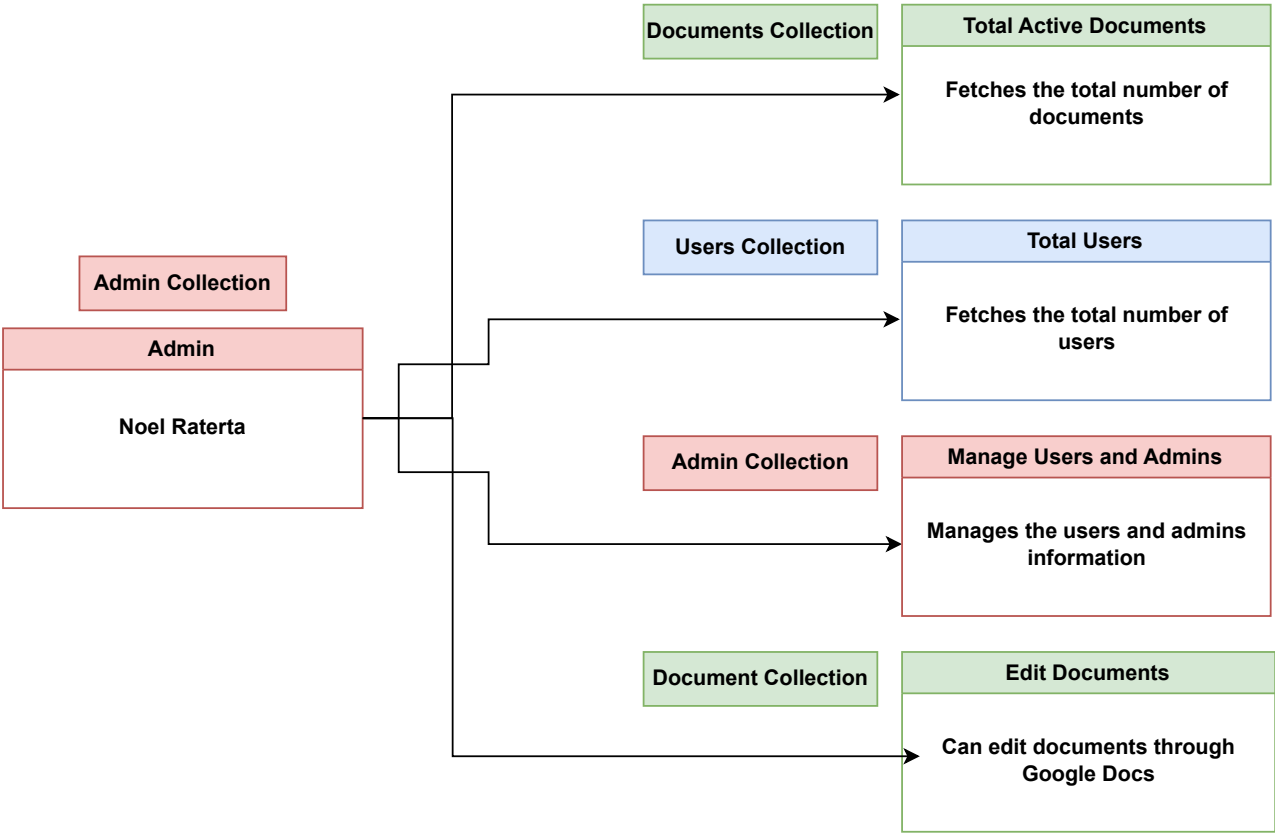 Documents Collection
Total Active Documents
Fetches the total number of
documents
Users Collection
Total Users
Fetches the total number of
users
Admin Collection
Admin
Noel Raterta
Admin Collection
Manage Users and Admins
Manages the users and admins
information
Document Collection
Edit Documents
Can edit documents through
Google Docs